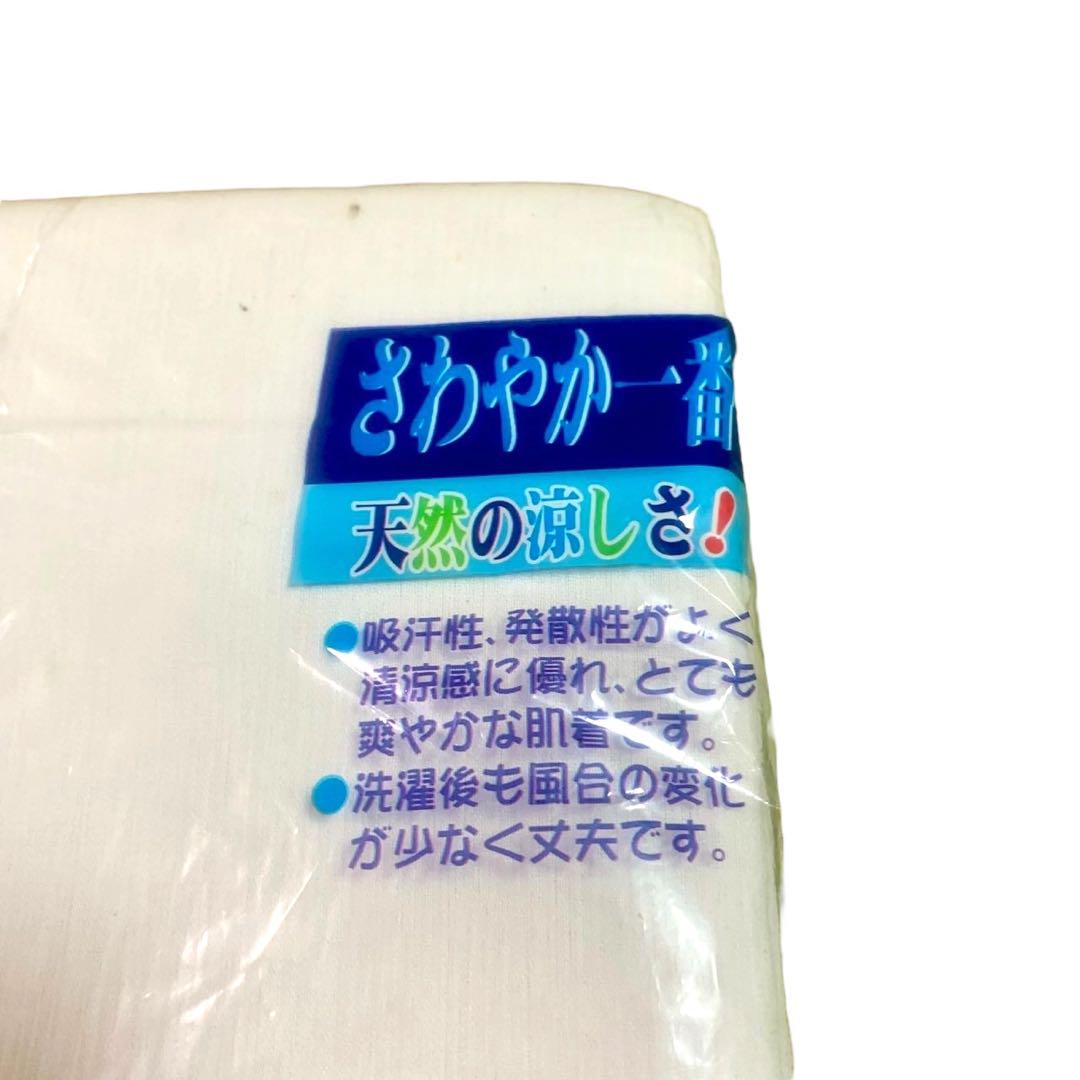 さわやか一番
天然の涼しさ!
●吸汗性、発散性がよく
清涼感に優れ、とても
爽やかな肌着です。
●洗濯後も風合の変化
が少なく丈夫です。